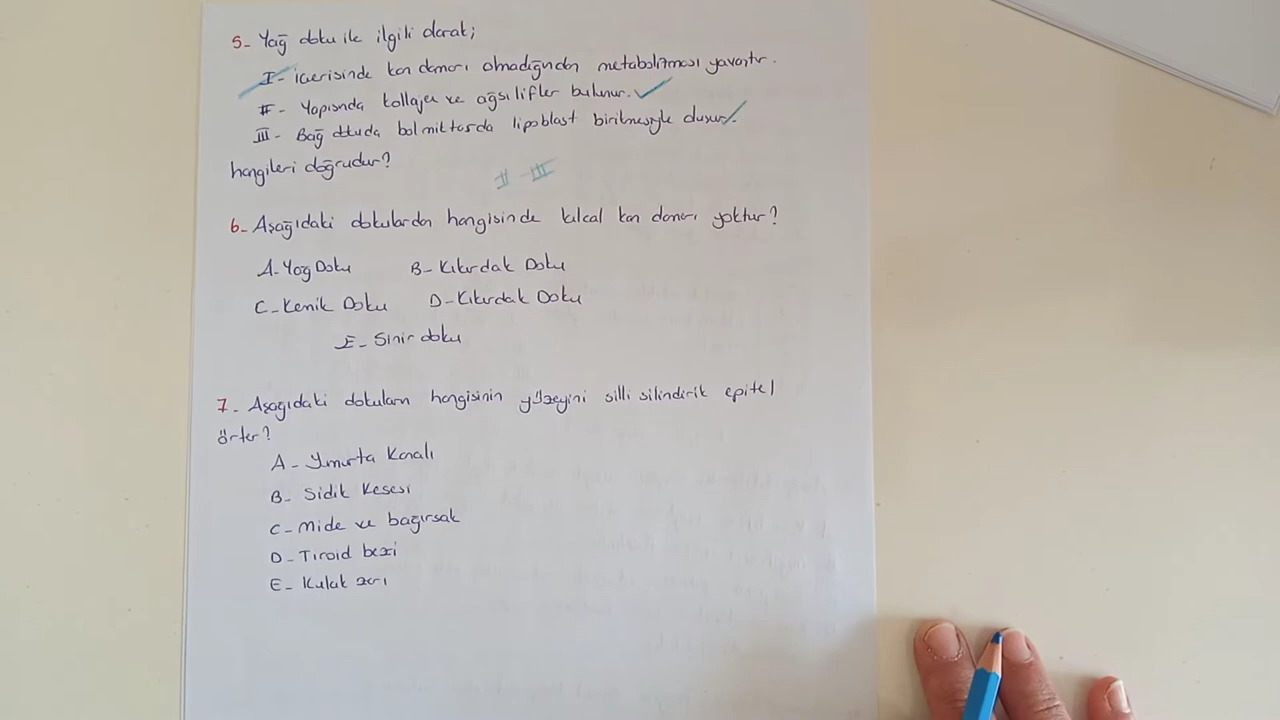 5- Yağ doku ile ilgili olarak;
I- içerisinde kan damarı olmadığından metabolizması yavaştır.
II- Yapısında kollajen ve ağsı lifler bulunur.
III- Bağ dokuda bol miktarda lipoblast birikmesiyle oluşur.
hangileri doğrudur?
II-III
6- Aşağıdaki dokulardan hangisinde kılcal kan damarı yoktur?
A- Yağ Doku B- Kıkırdak Doku
C- Kemik Doku D- Kıkırdak Doku
E- Sinir doku
7- Aşağıdaki dokuların hangisinin yüzeyini silli silindirik epitel
örter?
A- Yumurta Kanalı
B- Sidik Kesesi
C- Mide ve bağırsak
D- Tiroid bezi
E- Kulak zarı